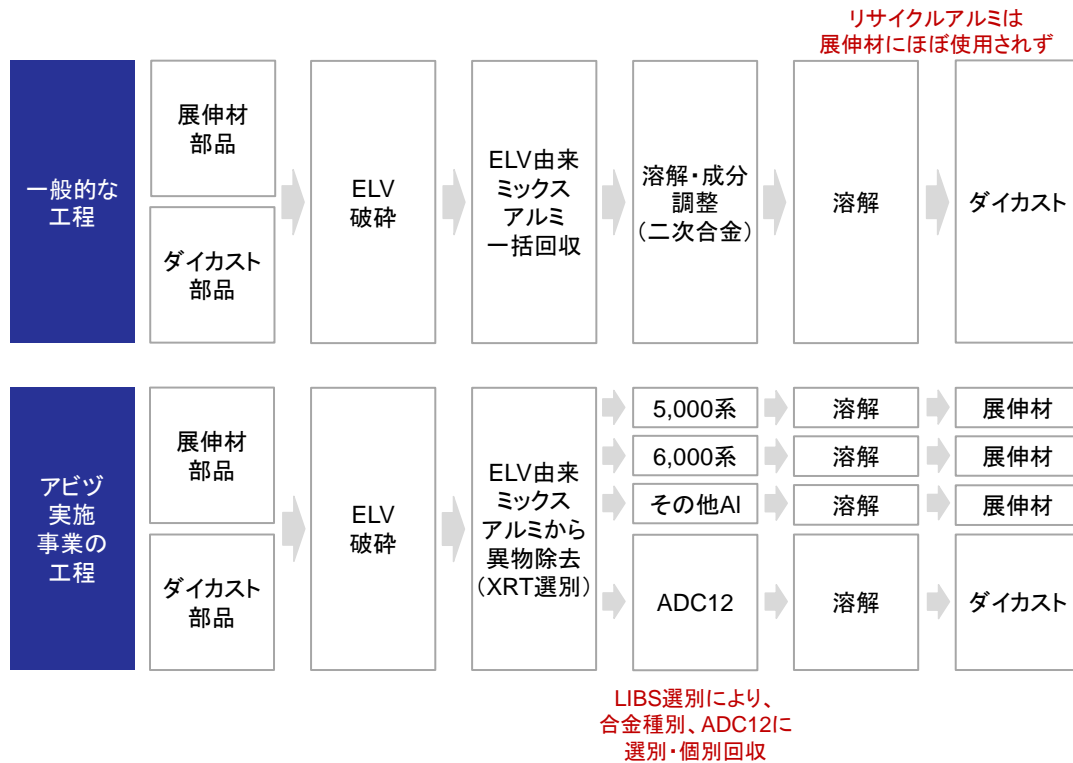 リサイクルアルミは
展伸材にほぼ使用されず
一般的な
工程
展伸材
部品
ダイカスト
部品
ELV
破砕
ELV由来
ミックス
アルミ
一括回収
溶解・成分
調整
(二次合金)
溶解
ダイカスト
アビヅ
実施
事業の
工程
展伸材
部品
ダイカスト
部品
ELV
破砕
ELV由来
ミックス
アルミから
異物除去
(XRT選別)
5,000系
溶解
展伸材
6,000系
溶解
展伸材
その他Al
溶解
展伸材
ADC12
溶解
ダイカスト
LIBS選別により、
合金種別、ADC12に
選別・個別回収